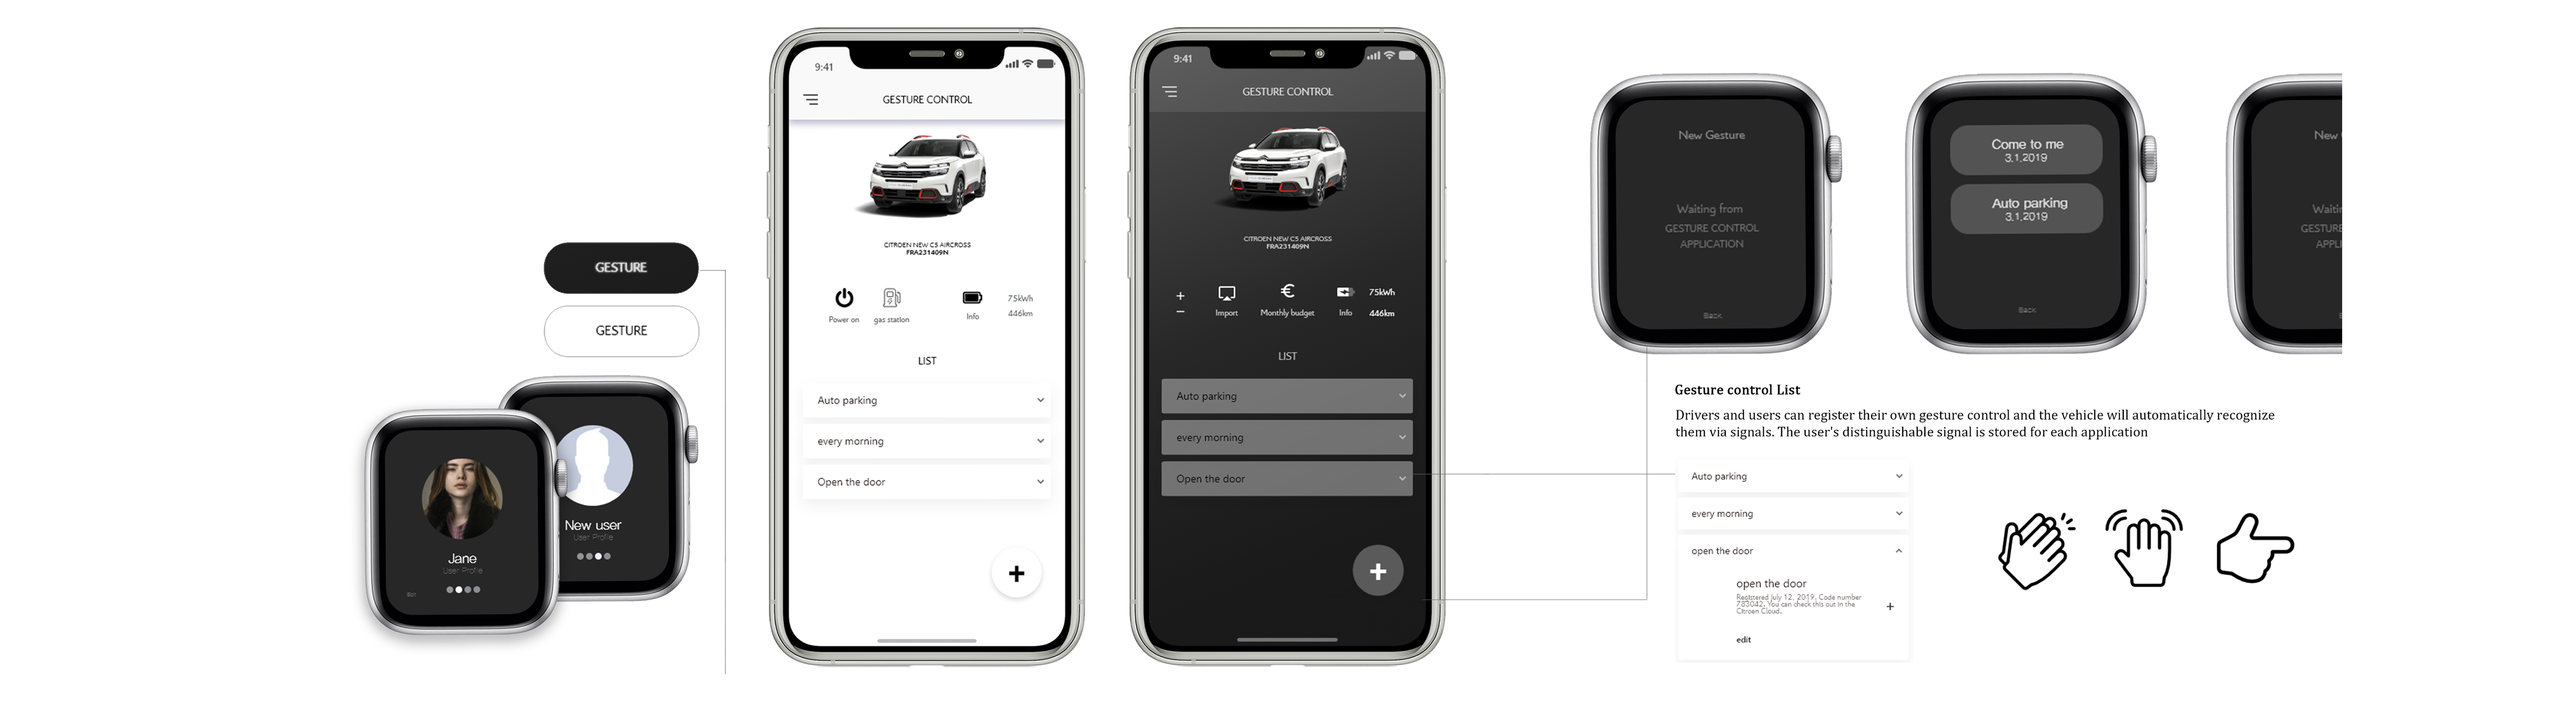 GESTURE
GESTURE
Jane
User Profile
New user
User Profile
9:41
GESTURE CONTROL
CITROEN NEW C5 AIRCROSS
FRA231409N
Power on
gas station
Info
75kWh
446km
LIST
Auto parking
every morning
Open the door
+
9:41
GESTURE CONTROL
CITROEN NEW C5 AIRCROSS
FRA231409N
+
−
Import
€
Monthly budget
Info
75kWh
446km
LIST
Auto parking
every morning
Open the door
+
New Gesture
Waiting from
GESTURE CONTROL
APPLICATION
Back
Come to me
3.1.2019
Auto parking
3.1.2019
Back
New
GESTURE
Gesture control List
Drivers and users can register their own gesture control and the vehicle will automatically recognize
them via signals. The user's distinguishable signal is stored for each application
Auto parking
every morning
open the door
open the door
Registered July 12, 2019, Code number
783042, You can check this out in the
Citroen Cloud.
+
edit